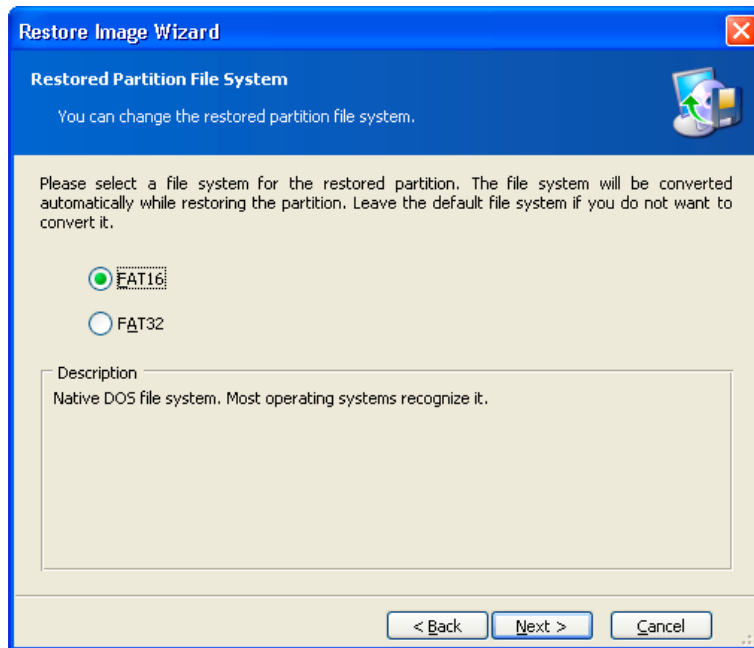 Restore Image Wizard
Restored Partition File System
You can change the restored partition file system.
Please select a file system for the restored partition. The file system will be converted
automatically while restoring the partition. Leave the default file system if you do not want to
convert it.
FAT16
FAT32
Description
Native DOS file system. Most operating systems recognize it.
< Back
Next >
Cancel